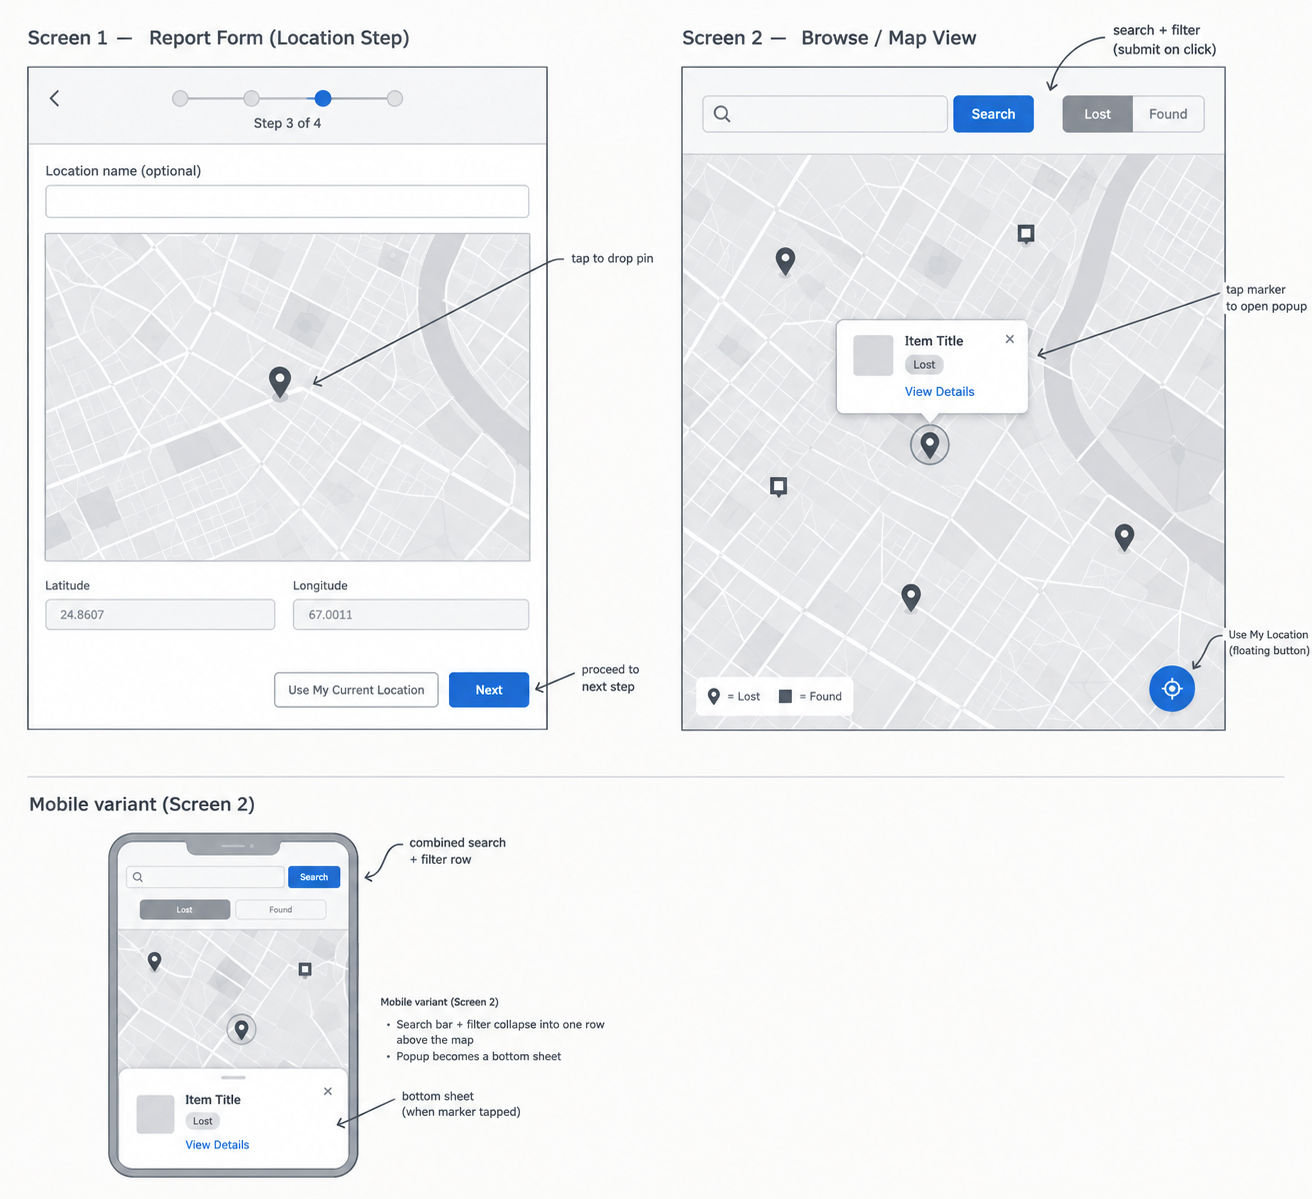 Screen 1 — Report Form (Location Step)
Step 3 of 4
Location name (optional)
tap to drop pin
Latitude
Longitude
24.8607
67.0011
Use My Current Location
Next
proceed to
next step
Screen 2 — Browse / Map View
search + filter
(submit on click)
Search
Lost
Found
Item Title
Lost
View Details
tap marker
to open popup
Use My Location
(floating button)
= Lost
= Found
Mobile variant (Screen 2)
combined search
+ filter row
Search
Lost
Found
Item Title
Lost
View Details
Mobile variant (Screen 2)
• Search bar + filter collapse into one row
above the map
• Popup becomes a bottom sheet
bottom sheet
(when marker tapped)